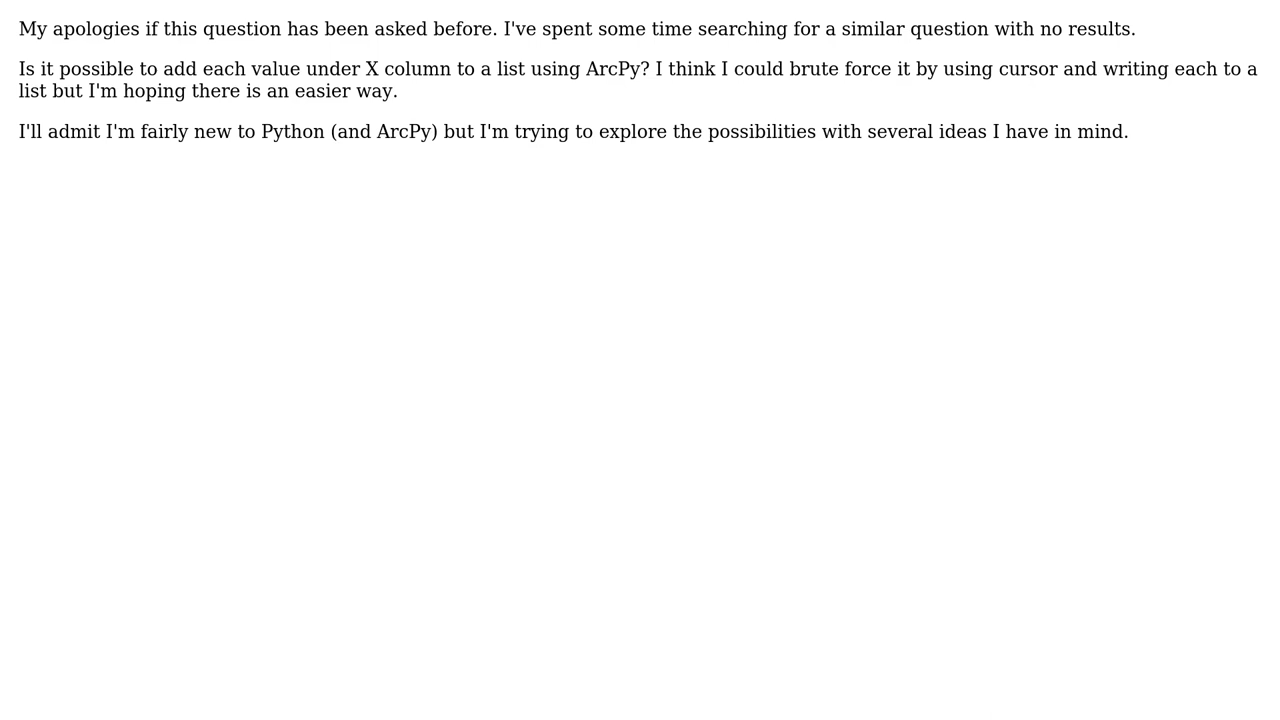 My apologies if this question has been asked before. I've spent some time searching for a similar question with no results.
Is it possible to add each value under X column to a list using ArcPy? I think I could brute force it by using cursor and writing each to a
list but I'm hoping there is an easier way.
I'll admit I'm fairly new to Python (and ArcPy) but I'm trying to explore the possibilities with several ideas I have in mind.